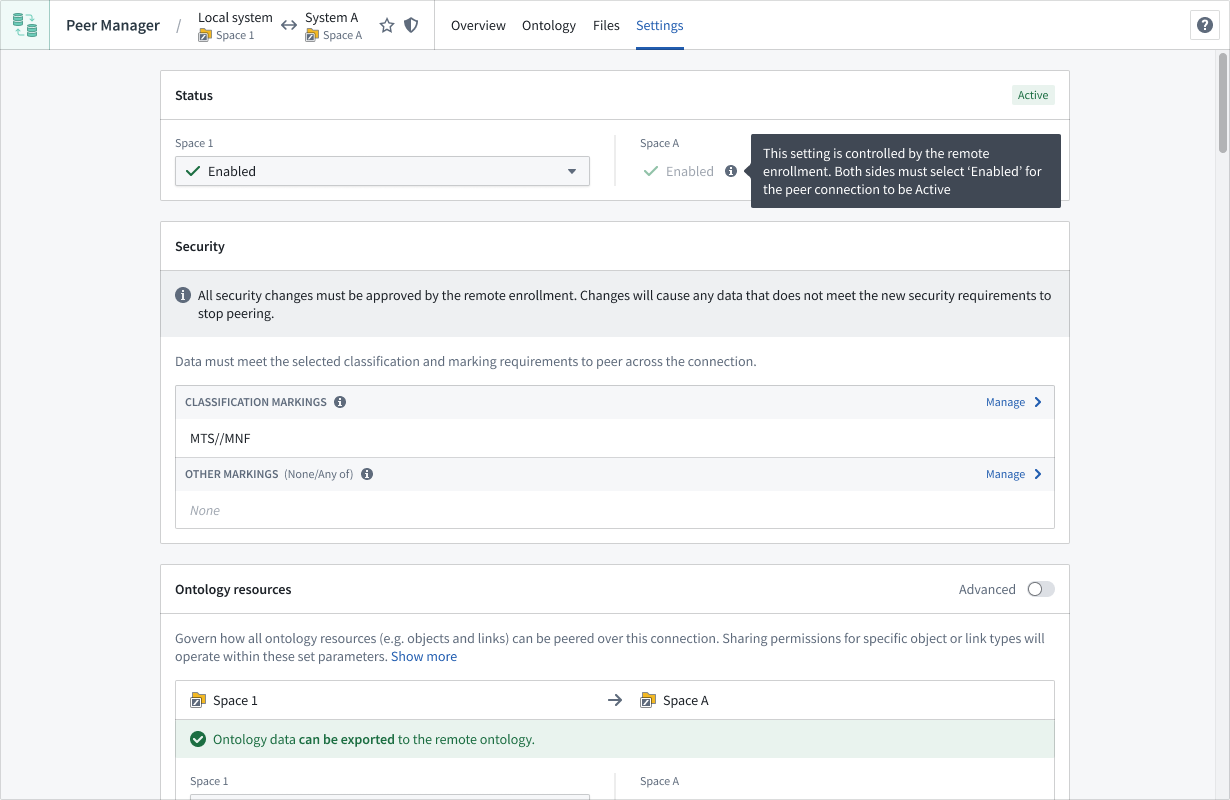 Peer Manager / Local system System A Overview Ontology Files Settings
Space 1 Space A
Status Active
Space 1 Space A
Enabled Enabled
This setting is controlled by the remote
enrollment. Both sides must select ‘Enabled’ for
the peer connection to be Active
Security
All security changes must be approved by the remote enrollment. Changes will cause any data that does not meet the new security requirements to
stop peering.
Data must meet the selected classification and marking requirements to peer across the connection.
CLASSIFICATION MARKINGS Manage
MTS//MNF
OTHER MARKINGS (None/Any of) Manage
None
Ontology resources Advanced
Govern how all ontology resources (e.g. objects and links) can be peered over this connection. Sharing permissions for specific object or link types will
operate within these set parameters. Show more
Space 1 Space A
Ontology data can be exported to the remote ontology.
Space 1 Space A